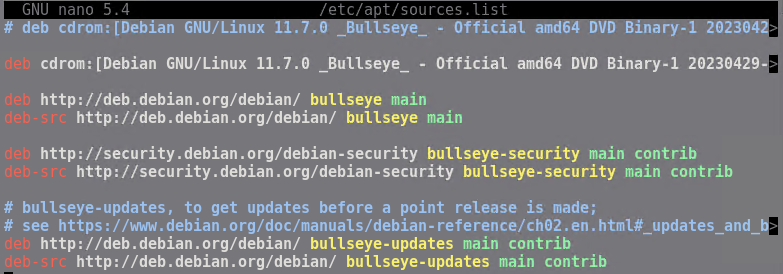 GNU nano 5.4 /etc/apt/sources.list
# deb cdrom:[Debian GNU/Linux 11.7.0 _Bullseye_ - Official amd64 DVD Binary-1 2023042>
deb cdrom:[Debian GNU/Linux 11.7.0 _Bullseye_ - Official amd64 DVD Binary-1 20230429->
deb http://deb.debian.org/debian/ bullseye main
deb-src http://deb.debian.org/debian/ bullseye main
deb http://security.debian.org/debian-security bullseye-security main contrib
deb-src http://security.debian.org/debian-security bullseye-security main contrib
# bullseye-updates, to get updates before a point release is made;
# see https://www.debian.org/doc/manuals/debian-reference/ch02.en.html#_updates_and_b>
deb http://deb.debian.org/debian/ bullseye-updates main contrib
deb-src http://deb.debian.org/debian/ bullseye-updates main contrib